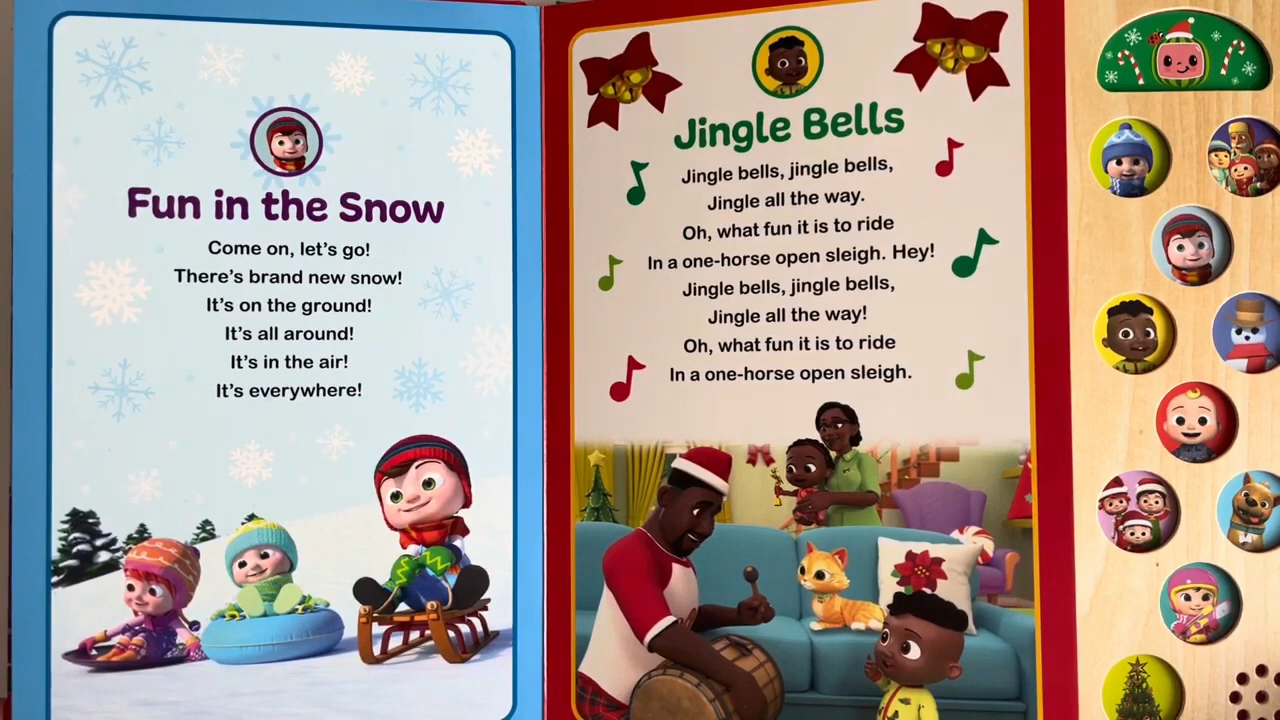 Fun in the Snow
Come on, let's go!
There's brand new snow!
It's on the ground!
It's all around!
It's in the air!
It's everywhere!
Jingle Bells
Jingle bells, jingle bells,
Jingle all the way.
Oh, what fun it is to ride
In a one-horse open sleigh. Hey!
Jingle bells, jingle bells,
Jingle all the way!
Oh, what fun it is to ride
In a one-horse open sleigh.